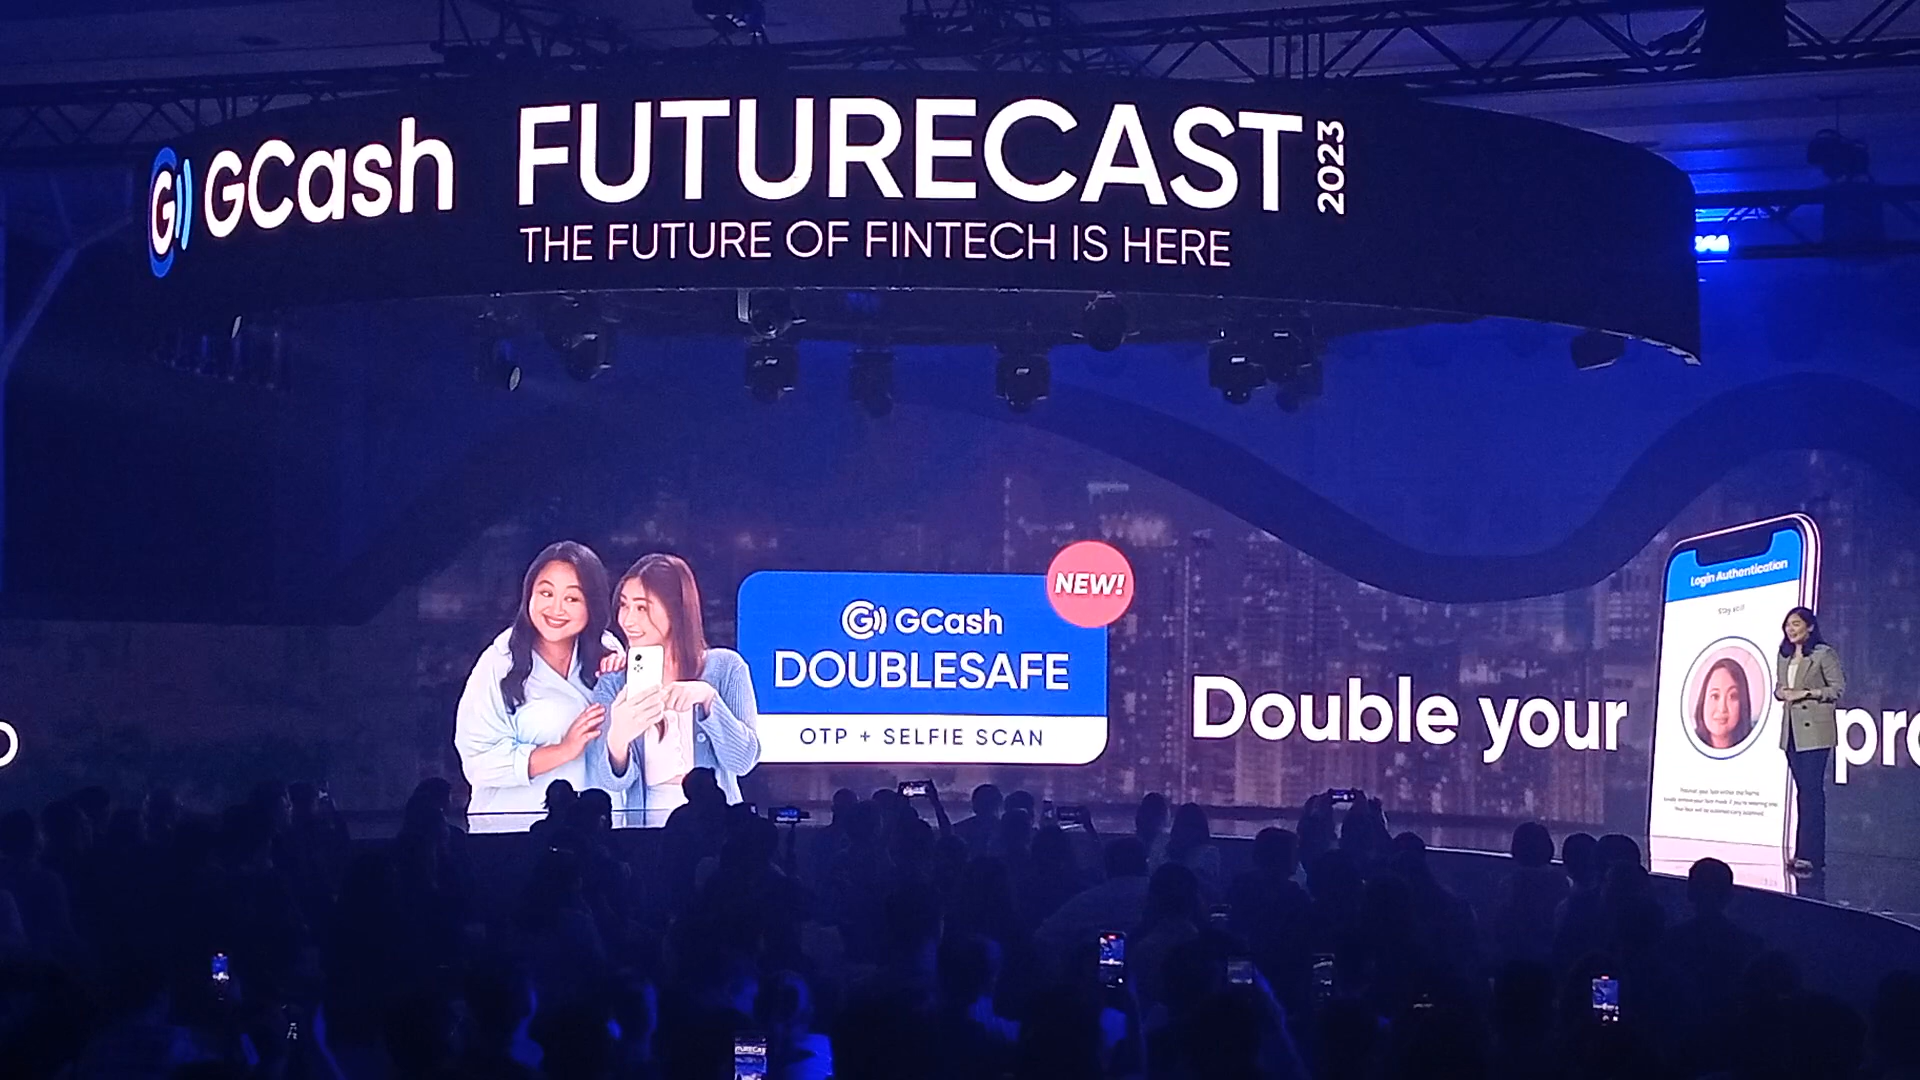 GCash
FUTURECAST 2023
THE FUTURE OF FINTECH IS HERE
NEW!
GCash
DOUBLESAFE
OTP + SELFIE SCAN
Double your
Login Authentication